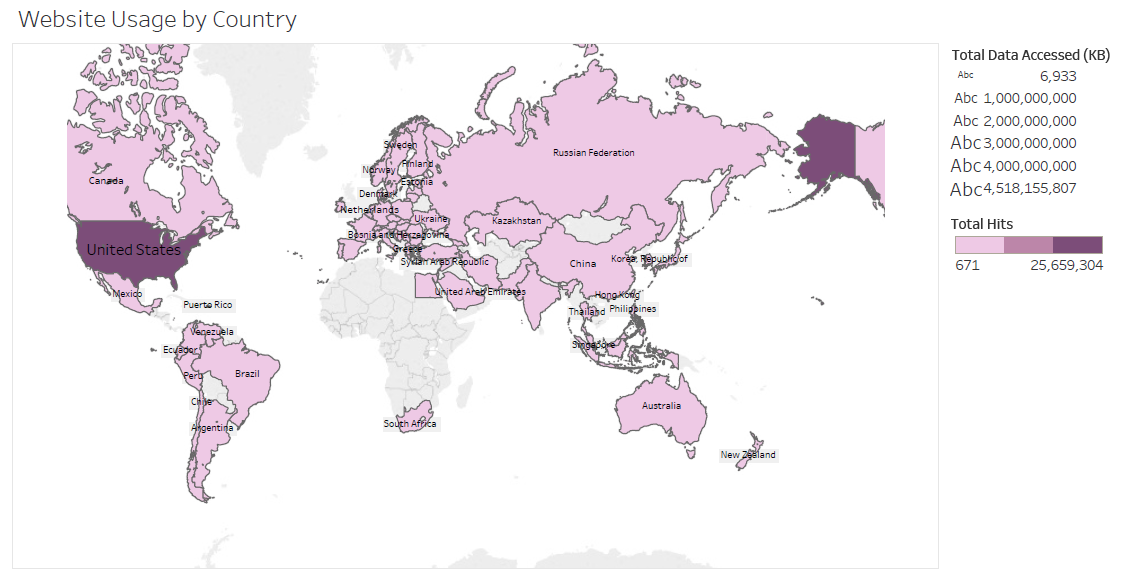 Website Usage by Country
Total Data Accessed (KB)
Abc 6,933
Abc 1,000,000,000
Abc 2,000,000,000
Abc 3,000,000,000
Abc 4,000,000,000
Abc 4,518,155,807
Total Hits
671 25,659,304
Sweden
Russian Federation
Finland
Norway
Canada
Estonia
Denmark
Netherlands
Ukraine
Kazakhstan
Bosnia and Herzegovina
United States
Greece
Syrian Arab Republic
China
Korea, Republic of
Mexico
United Arab Emirates
Hong Kong
Puerto Rico
Thailand
Philippines
Venezuela
Singapore
Ecuador
Peru
Brazil
Chile
Australia
Argentina
South Africa
New Zealand